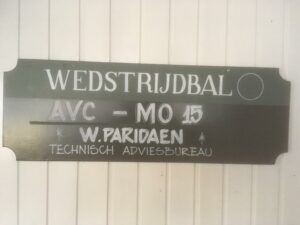 WEDSTRIJDBAL
AVC - MO 15
W. PARIDAEN
TECHNISCH ADVIESBUREAU